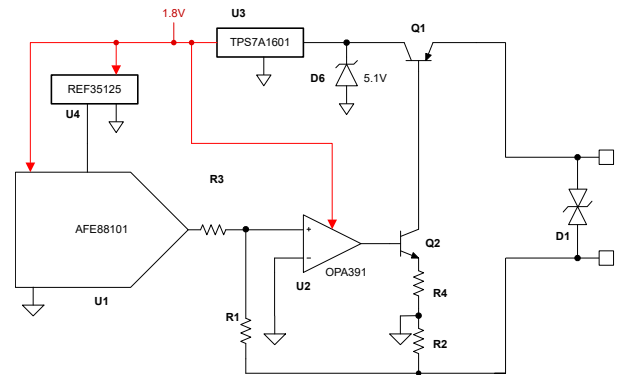 1.8V
U3
Q1
TPS7A1601
D6
5.1V
REF35125
U4
R3
AFE88101
+
-
OPA391
U2
Q2
D1
U1
R4
R1
R2